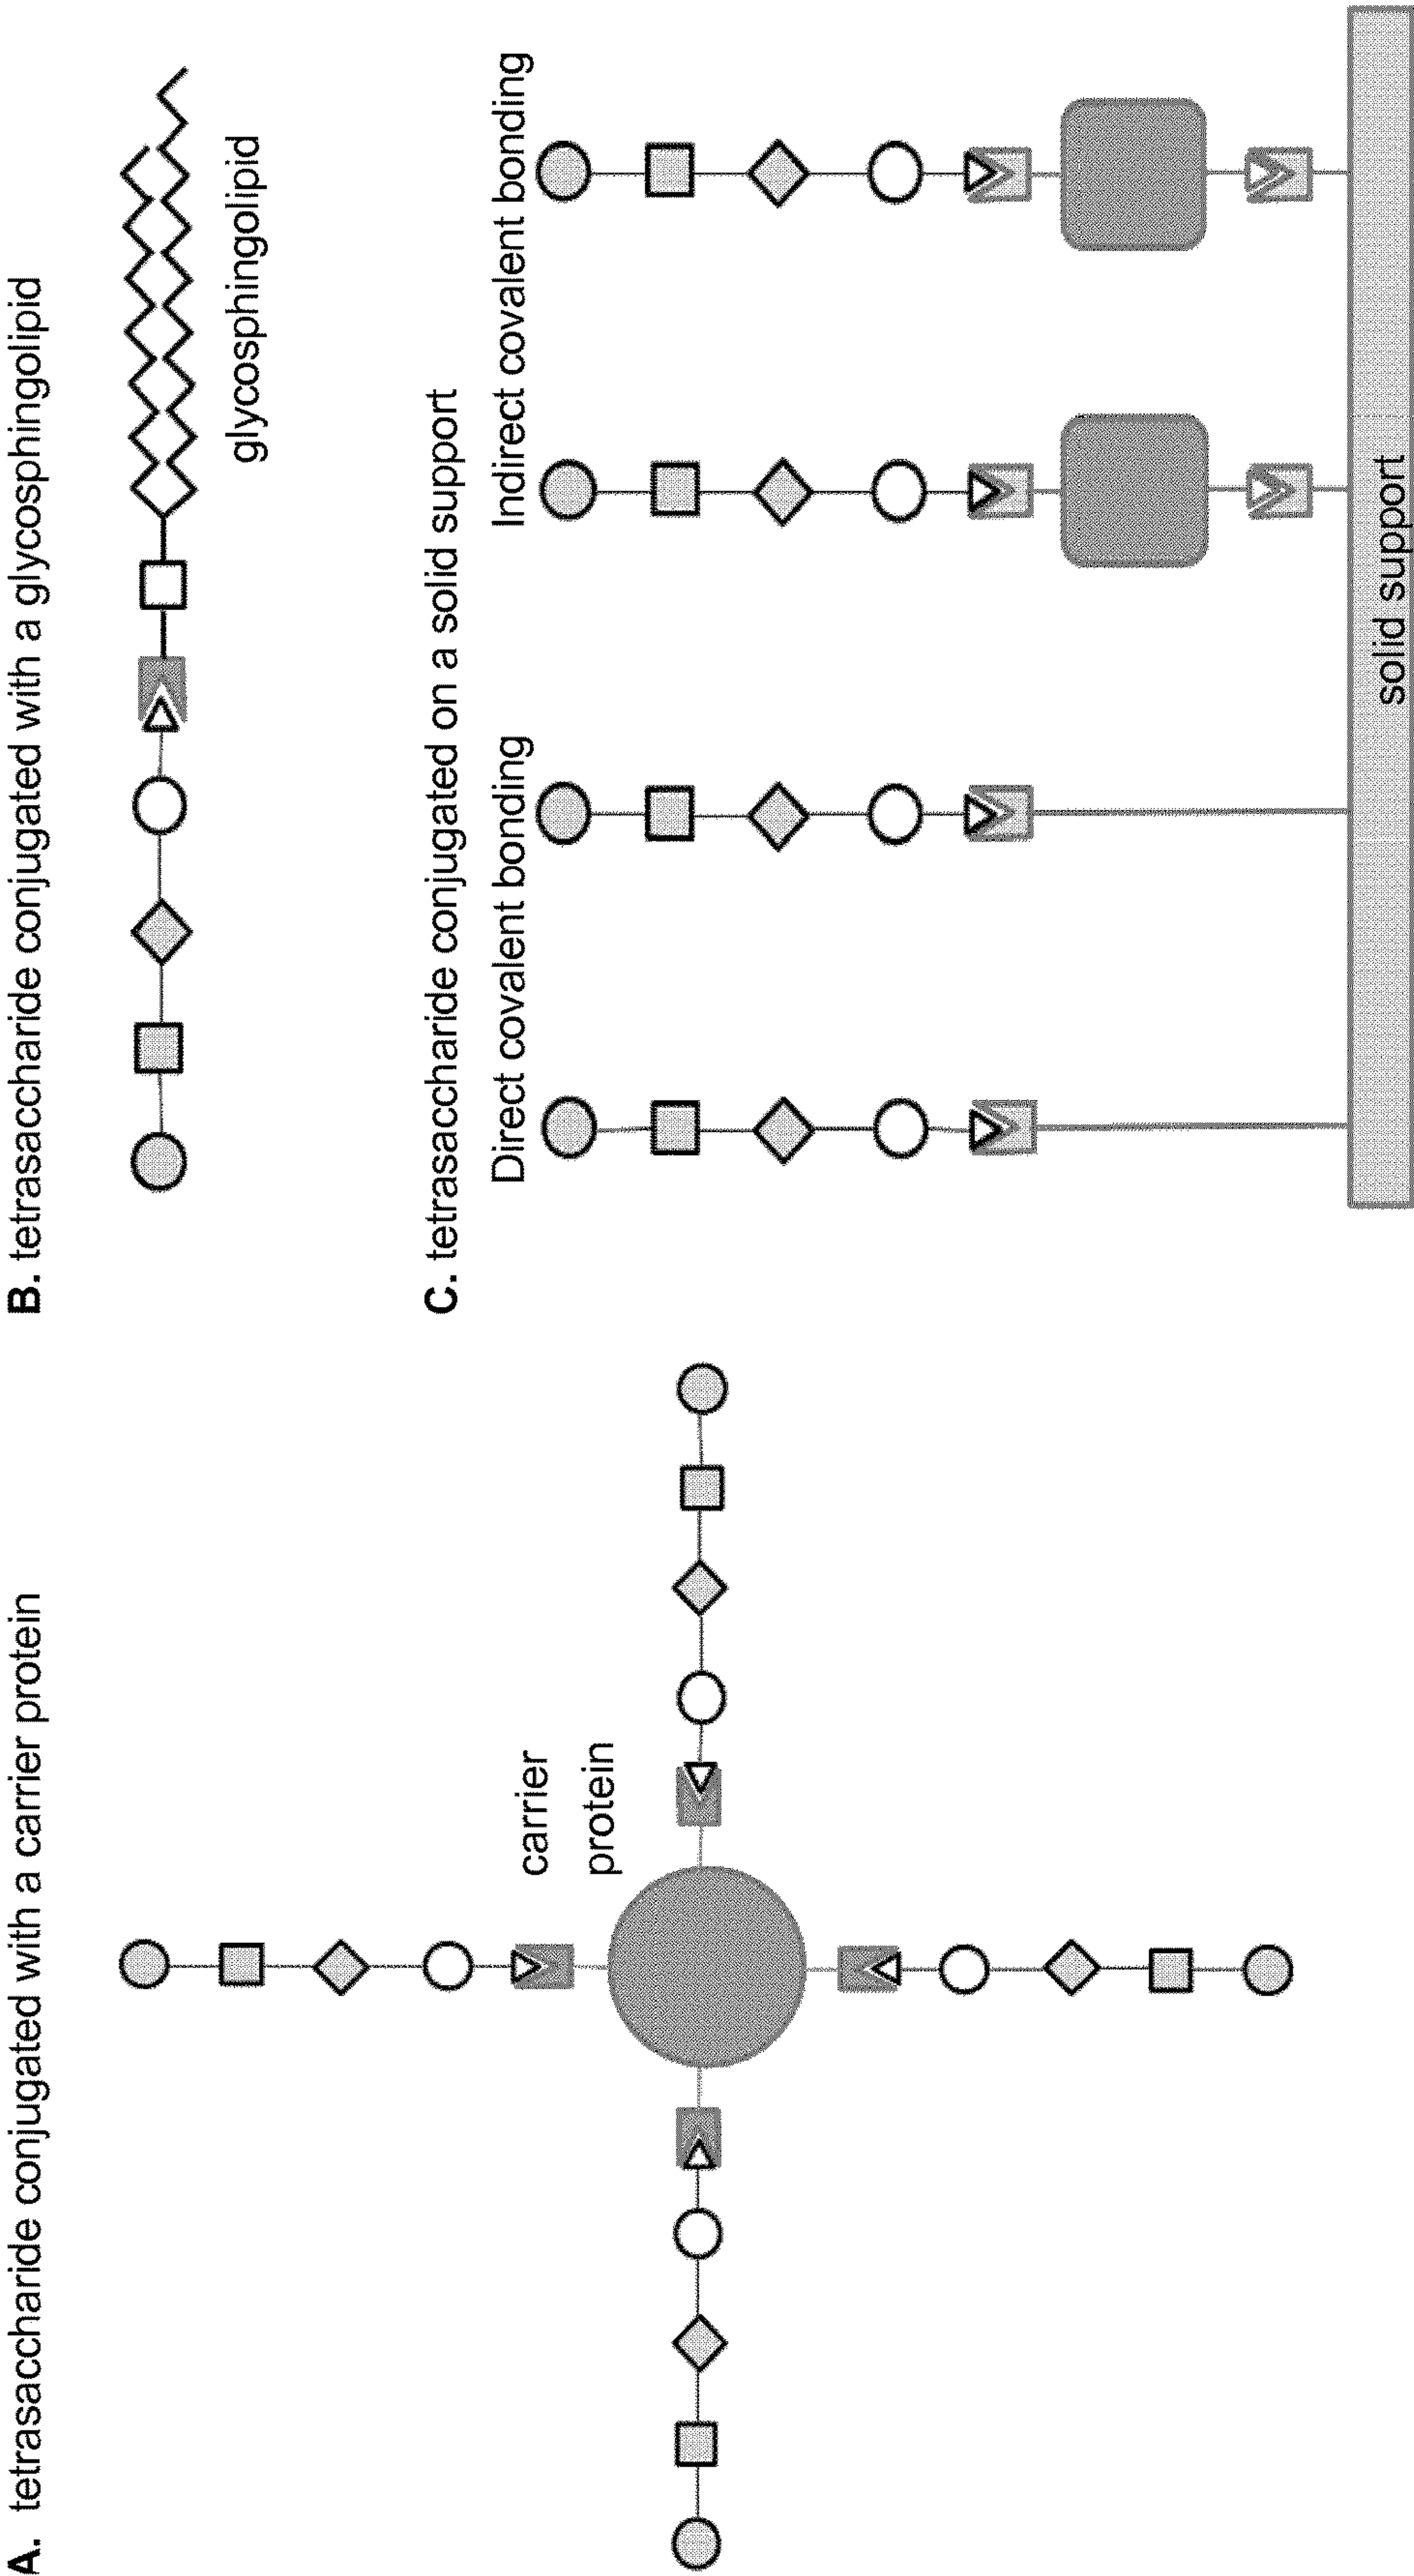 A. tetrasaccharide conjugated with a carrier protein
carrier
protein
B. tetrasaccharide conjugated with a glycosphingolipid
glycosphingolipid
C. tetrasaccharide conjugated on a solid support
Direct covalent bonding
Indirect covalent bonding
solid support